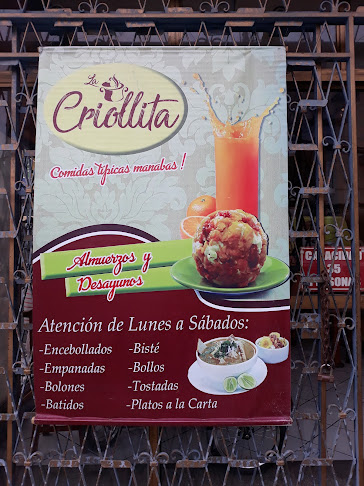 La
Criollita
Comidas típicas manabas !
Almuerzos y
Desayunos
Atención de Lunes a Sábados:
-Encebollados -Bisté
-Empanadas -Bollos
-Bolones -Tostadas
-Batidos -Platos a la Carta